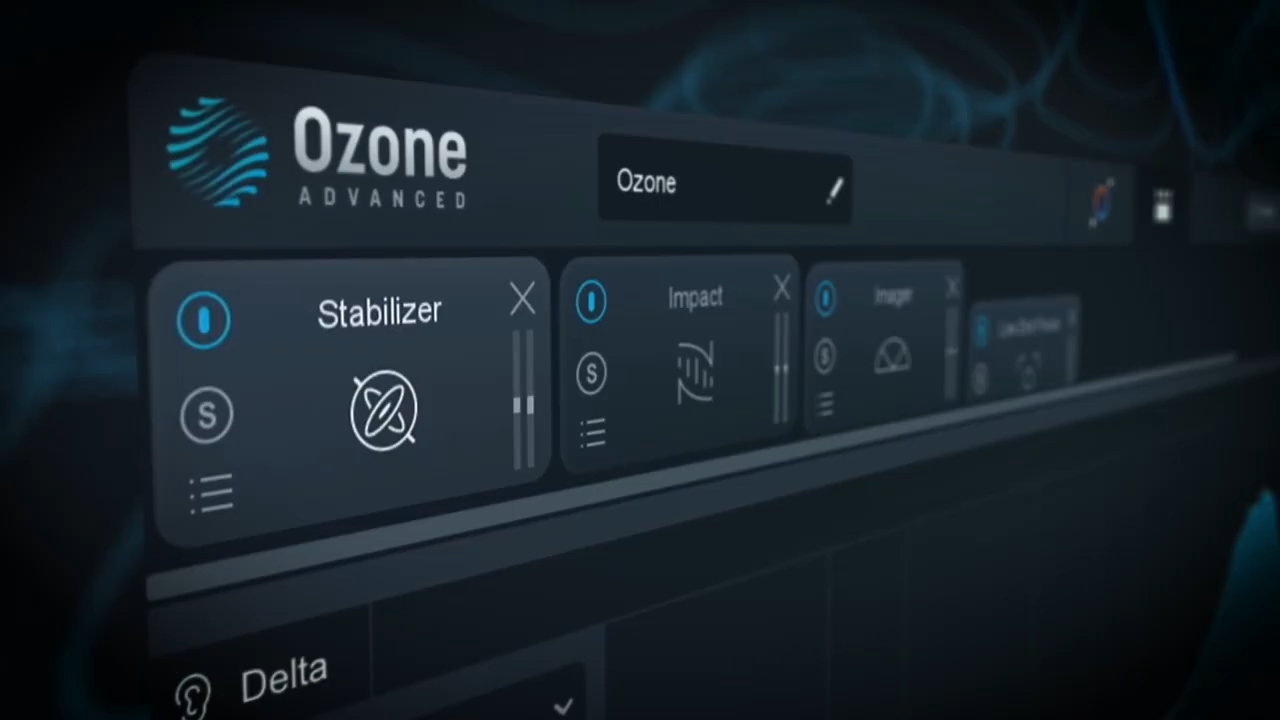 Ozone
ADVANCED
Ozone
Stabilizer
Impact
Imager
S
S
S
Delta